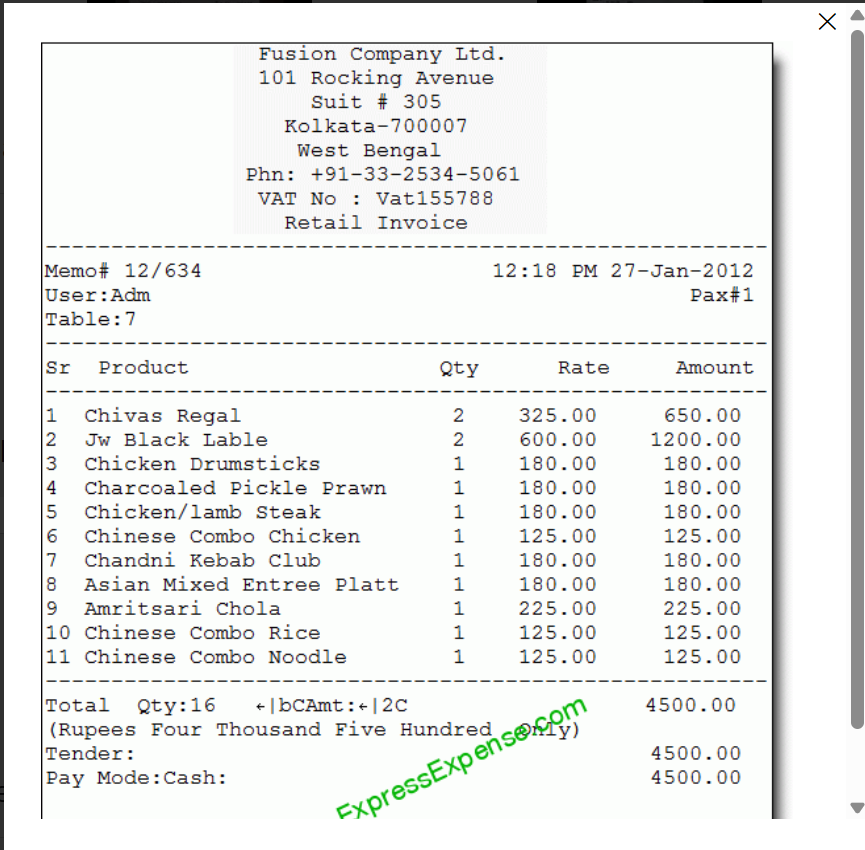 Fusion Company Ltd.
101 Rocking Avenue
Suit # 305
Kolkata-700007
West Bengal
Phn: +91-33-2534-5061
VAT No : Vat155788
Retail Invoice
Memo# 12/634 12:18 PM 27-Jan-2012
User:Adm Pax#1
Table:7
Sr Product Qty Rate Amount
1 Chivas Regal 2 325.00 650.00
2 Jw Black Lable 2 600.00 1200.00
3 Chicken Drumsticks 1 180.00 180.00
4 Charcoaled Pickle Prawn 1 180.00 180.00
5 Chicken/lamb Steak 1 180.00 180.00
6 Chinese Combo Chicken 1 125.00 125.00
7 Chandni Kebab Club 1 180.00 180.00
8 Asian Mixed Entree Platt 1 180.00 180.00
9 Amritsari Chola 1 225.00 225.00
10 Chinese Combo Rice 1 125.00 125.00
11 Chinese Combo Noodle 1 125.00 125.00
Total Qty:16 ←|bCAmt:←|2C 4500.00
(Rupees Four Thousand Five Hundred Only)
Tender: 4500.00
Pay Mode:Cash: 4500.00
ExpressExpense.com